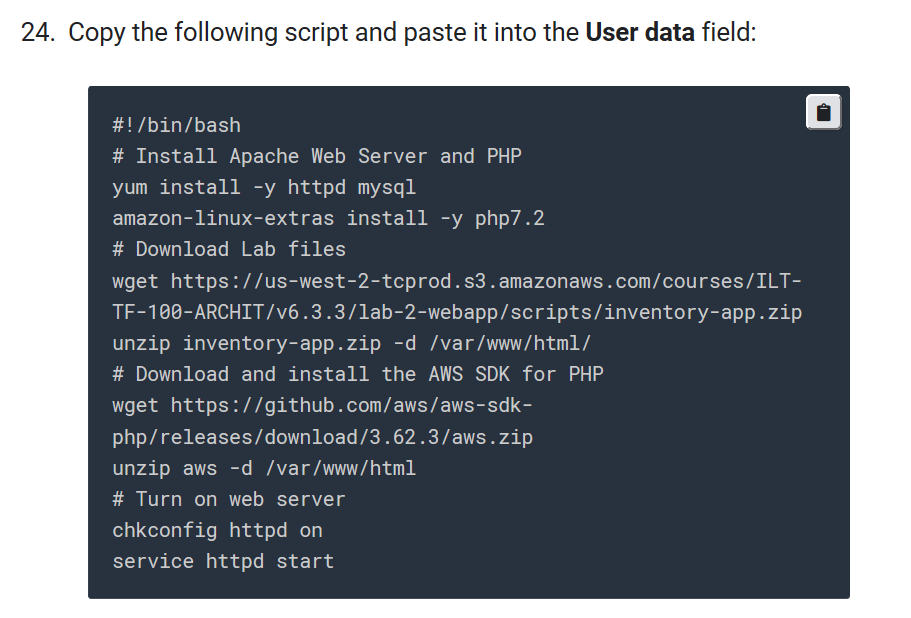 24. Copy the following script and paste it into the User data field:
#!/bin/bash
# Install Apache Web Server and PHP
yum install -y httpd mysql
amazon-linux-extras install -y php7.2
# Download Lab files
wget https://us-west-2-tcprod.s3.amazonaws.com/courses/ILT-
TF-100-ARCHIT/v6.3.3/lab-2-webapp/scripts/inventory-app.zip
unzip inventory-app.zip -d /var/www/html/
# Download and install the AWS SDK for PHP
wget https://github.com/aws/aws-sdk-
php/releases/download/3.62.3/aws.zip
unzip aws -d /var/www/html
# Turn on web server
chkconfig httpd on
service httpd start